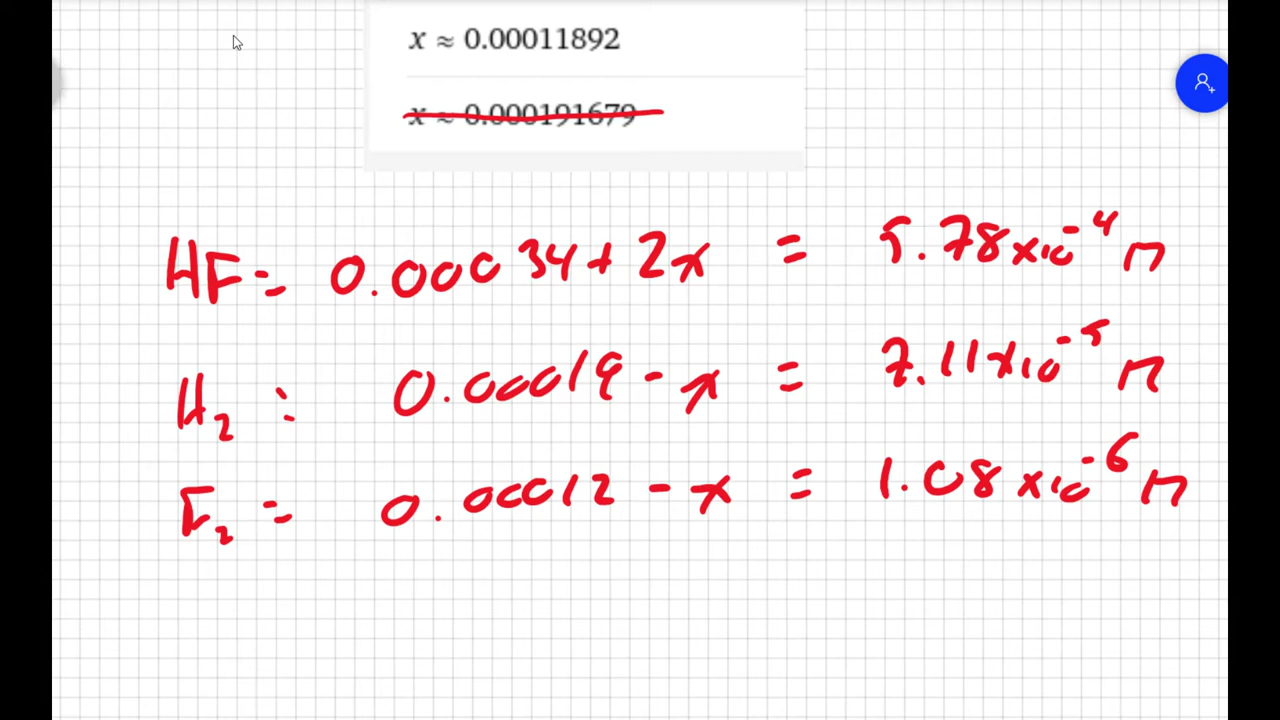 x ≈ 0.00011892
x ≈ 0.000191679
HF = 0.00034 + 2x = 5.78x10⁻⁴ M
H₂ = 0.00019 - x = 7.11x10⁻⁵ M
F₂ = 0.00012 - x = 1.08x10⁻⁶ M